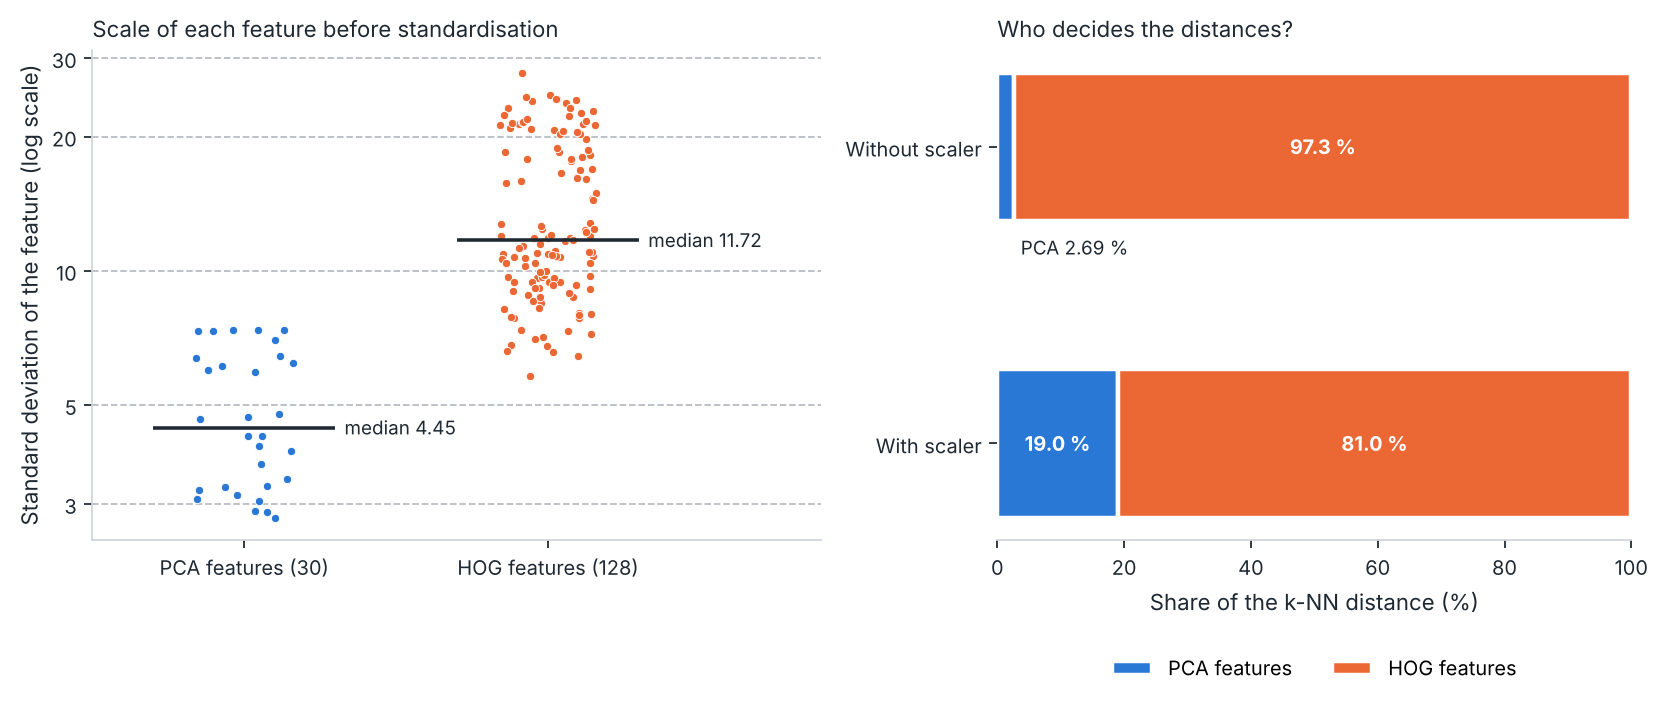 Scale of each feature before standardisation
Standard deviation of the feature (log scale)
30
20
10
5
3
median 4.45
median 11.72
PCA features (30)
HOG features (128)
Who decides the distances?
Without scaler
97.3 %
PCA 2.69 %
With scaler
19.0 %
81.0 %
0
20
40
60
80
100
Share of the k-NN distance (%)
PCA features
HOG features